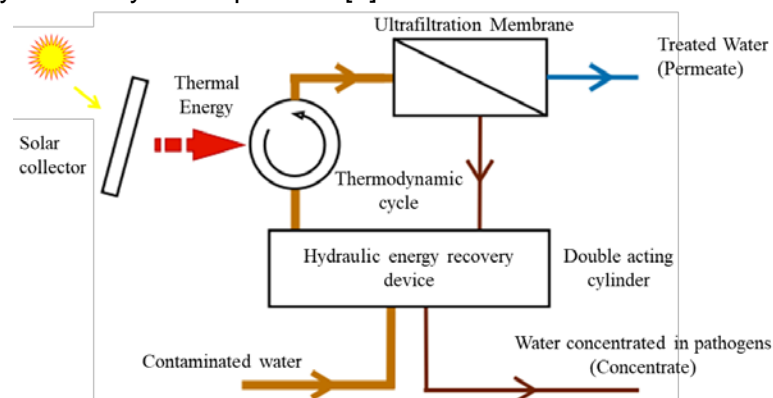 Ultrafiltration Membrane
Treated Water
(Permeate)
Thermal
Energy
Solar
collector
Thermodynamic
cycle
Hydraulic energy recovery
device
Double acting
cylinder
Contaminated water
Water concentrated in pathogens
(Concentrate)